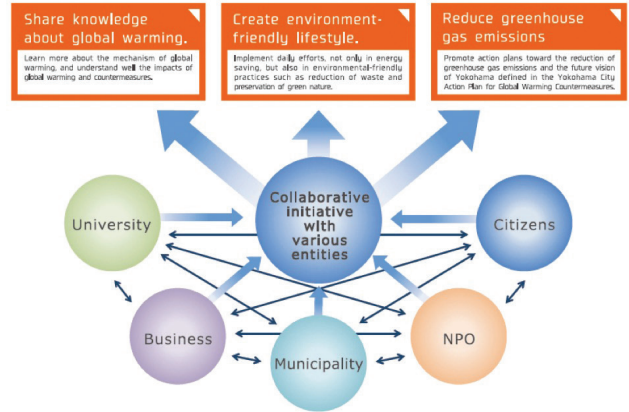 Share knowledge
about global warming.
Learn more about the mechanism of global
warming, and understand well the impacts of
global warming and countermeasures.
Create environment-
friendly lifestyle.
Implement daily efforts, not only in energy
saving, but also in environmental-friendly
practices such as reduction of waste and
preservation of green nature.
Reduce greenhouse
gas emissions
Promote action plans toward the reduction of
greenhouse gas emissions and the future vision
of Yokohama defined in the Yokohama City
Action Plan for Global Warming Countermeasures.
Collaborative
initiative
with
various
entities
University
Citizens
Business
NPO
Municipality